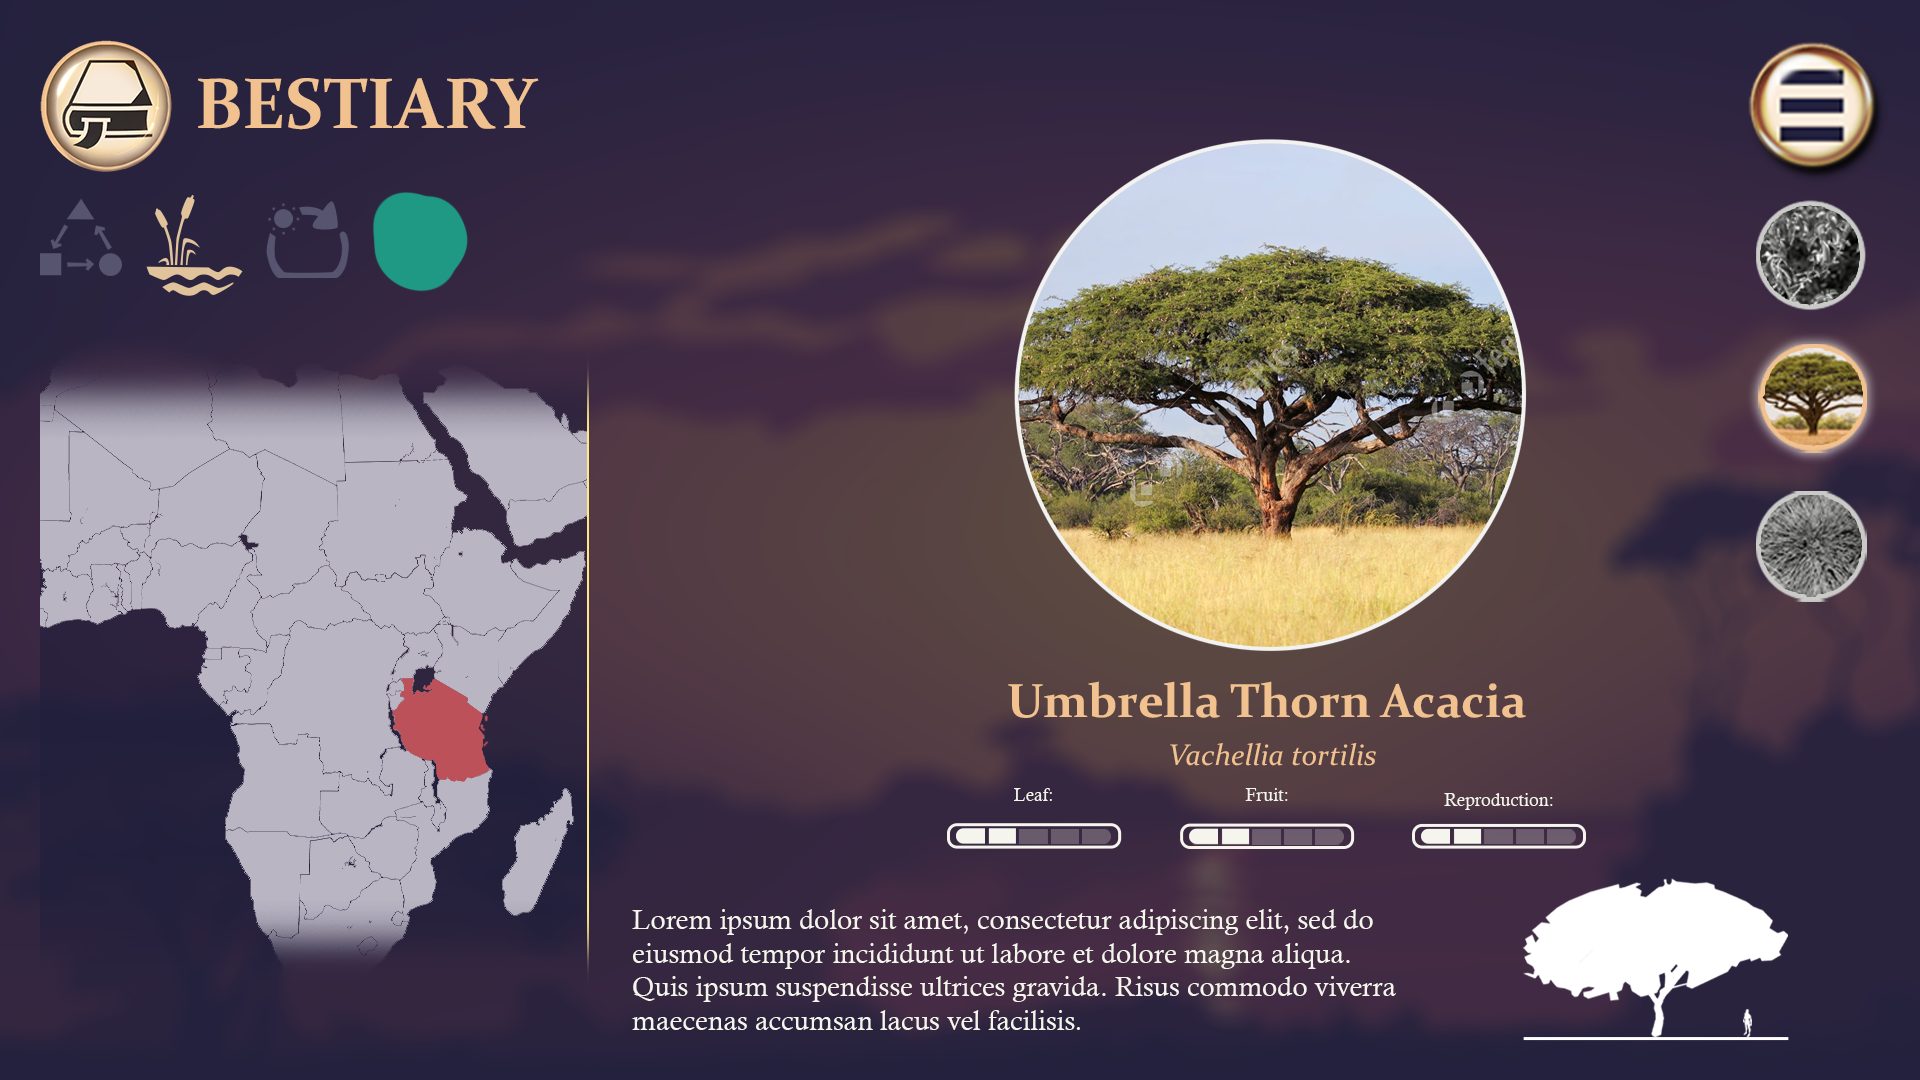 BESTIARY
Umbrella Thorn Acacia
Vachellia tortilis
Leaf:
Fruit:
Reproduction:
Lorem ipsum dolor sit amet, consectetur adipiscing elit, sed do
eiusmod tempor incididunt ut labore et dolore magna aliqua.
Quis ipsum suspendisse ultrices gravida. Risus commodo viverra
maecenas accumsan lacus vel facilisis.